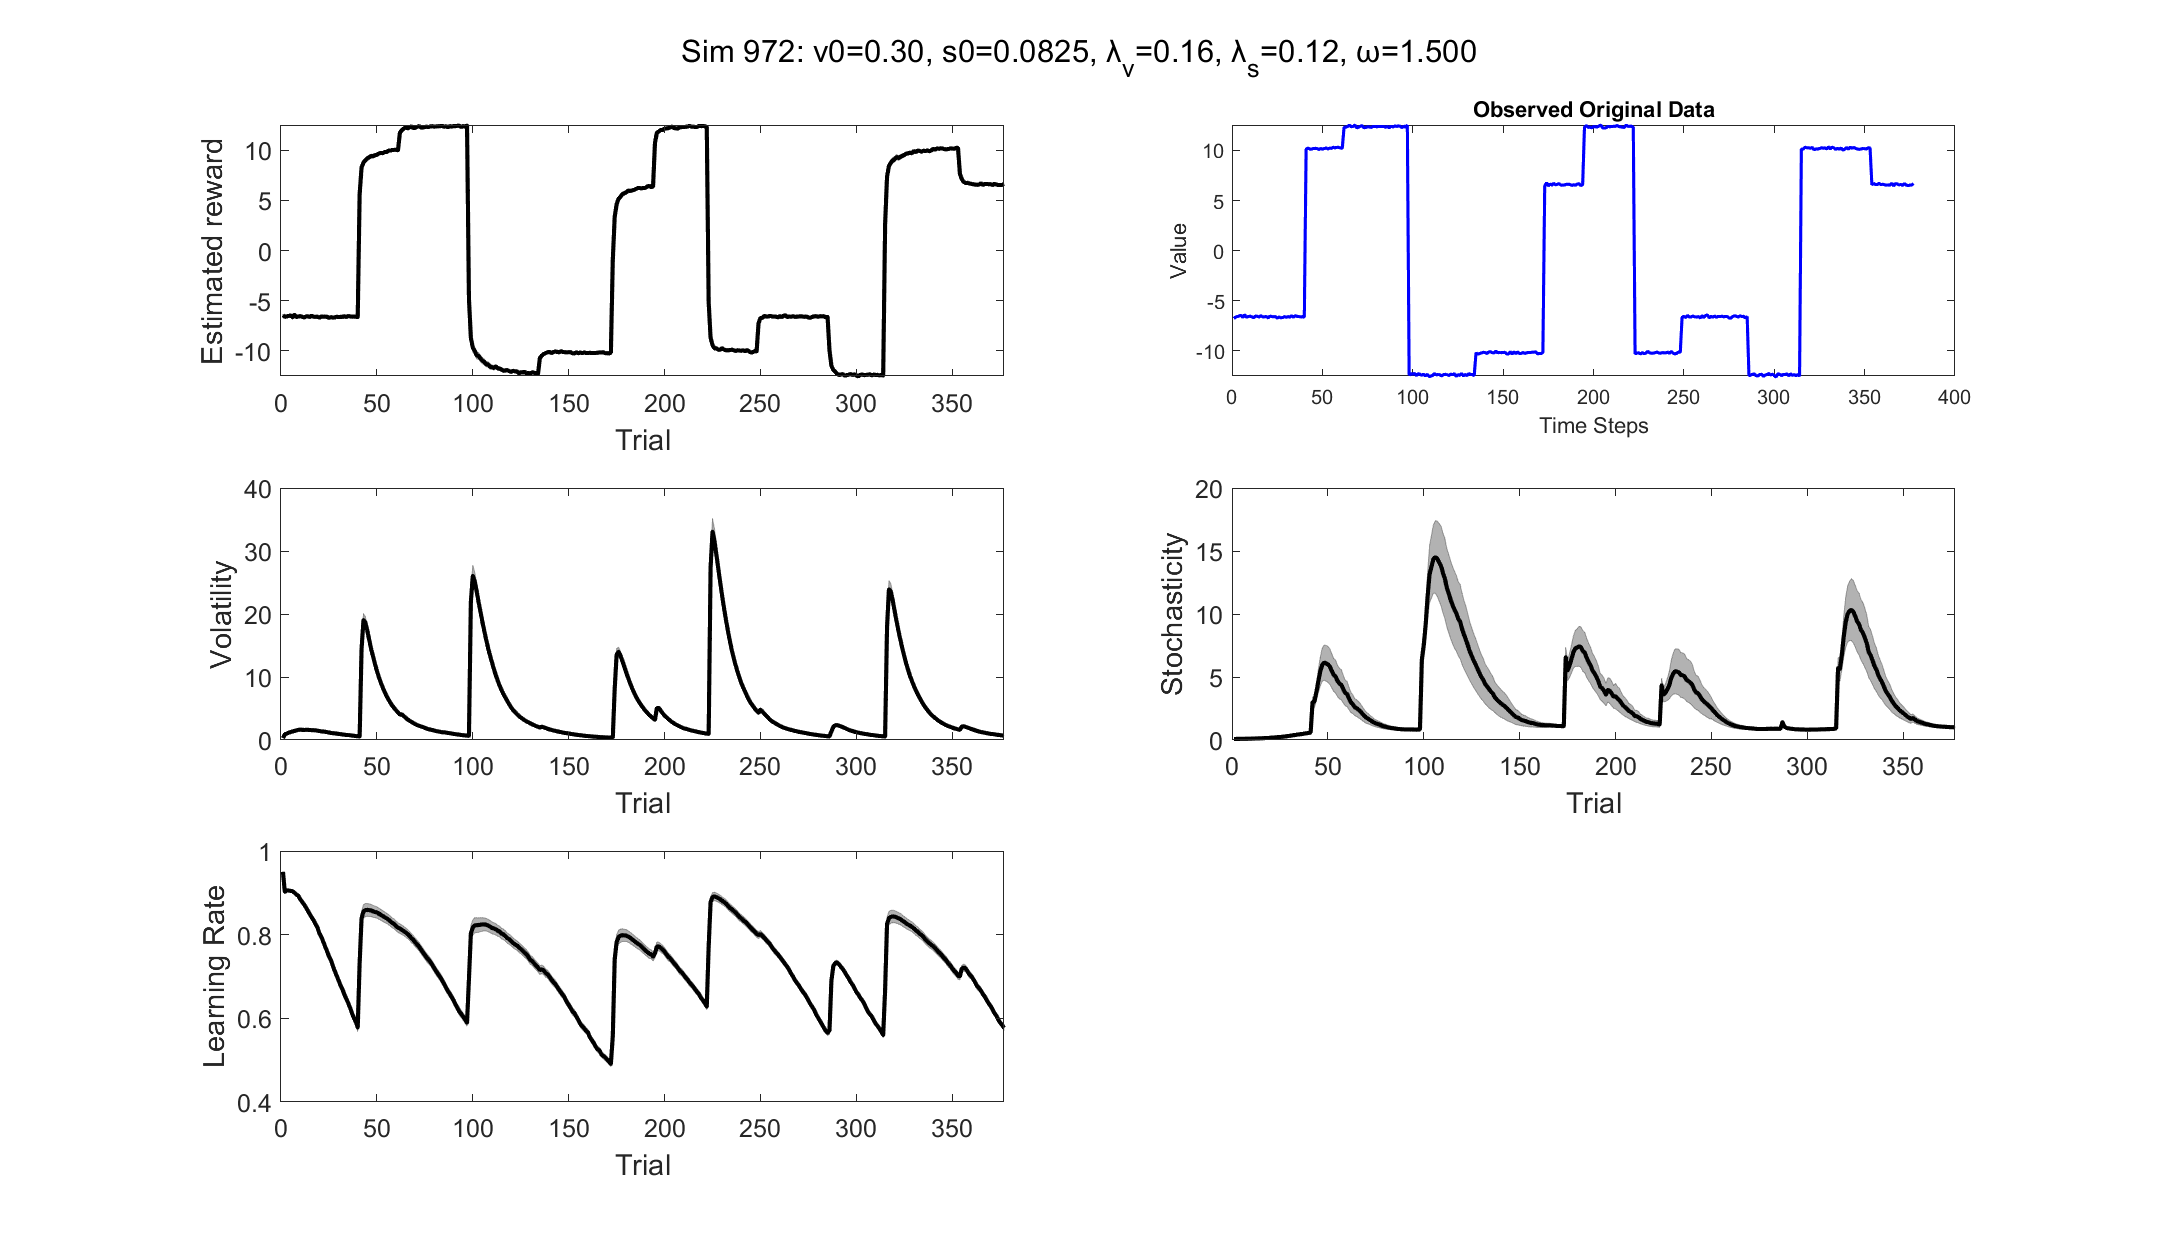 Sim 972: v0=0.30, s0=0.0825, λv=0.16, λs=0.12, ω=1.500
Estimated reward
10
5
0
-5
-10
0 50 100 150 200 250 300 350
Trial
Observed Original Data
Value
10
5
0
-5
-10
0 50 100 150 200 250 300 350 400
Time Steps
Volatility
40
30
20
10
0
0 50 100 150 200 250 300 350
Trial
Stochasticity
20
15
10
5
0
0 50 100 150 200 250 300 350
Trial
Learning Rate
1
0.8
0.6
0.4
0 50 100 150 200 250 300 350
Trial